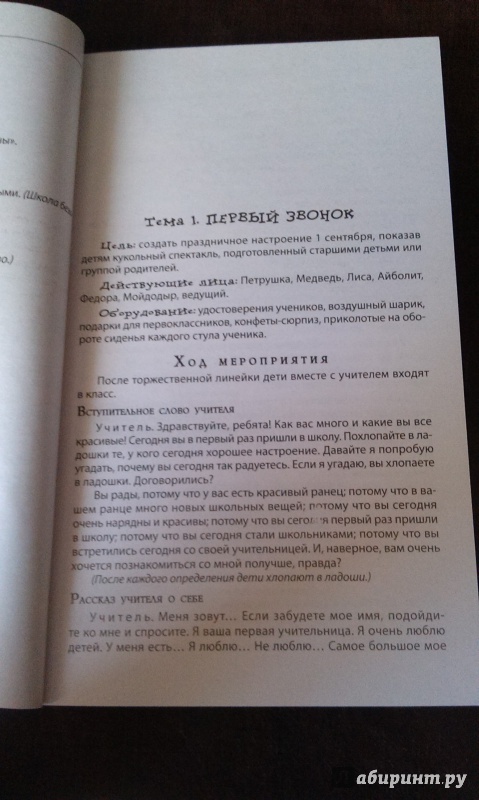 ны».
ыми. (Школа без
го.)
Тема 1. ПЕРВЫЙ ЗВОНОК
Цель: создать праздничное настроение 1 сентября, показав
детям кукольный спектакль, подготовленный старшими детьми или
группой родителей.
Действующие лица: Петрушка, Медведь, Лиса, Айболит,
Федора, Мойдодыр, ведущий.
Оборудование: удостоверения учеников, воздушный шарик,
подарки для первоклассников, конфеты-сюрпиз, приколотые на обо-
роте сиденья каждого стула ученика.
Ход мероприятия
После торжественной линейки дети вместе с учителем входят
в класс.
Вступительное слово учителя
Учитель. Здравствуйте, ребята! Как вас много и какие вы все
красивые! Сегодня вы в первый раз пришли в школу. Похлопайте в ла-
дошки те, у кого сегодня хорошее настроение. Давайте я попробую
угадать, почему вы сегодня так радуетесь. Если я угадаю, вы хлопаете
в ладошки. Договорились?
Вы рады, потому что у вас есть красивый ранец; потому что в ва-
шем ранце много новых школьных вещей; потому что вы сегодня
очень нарядны и красивы; потому что вы сегодня первый раз пришли
в школу; потому что вы сегодня стали школьниками; потому что вы
встретились сегодня со своей учительницей. И, наверное, вам очень
хочется познакомиться со мной получше, правда?
(После каждого определения дети хлопают в ладоши.)
Рассказ учителя о себе
Учитель. Меня зовут... Если забудете мое имя, подойди-
те ко мне и спросите. Я ваша первая учительница. Я очень люблю
детей. У меня есть... Я люблю... Не люблю... Самое большое мое
абиринт.ру